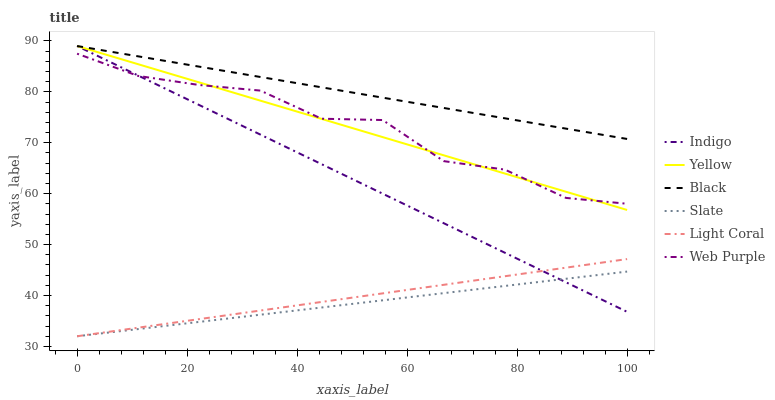 title
90
80
70
60
50
40
30
yaxis_label
0
20
40
60
80
100
xaxis_label
Indigo
Yellow
Black
Slate
Light Coral
Web Purple